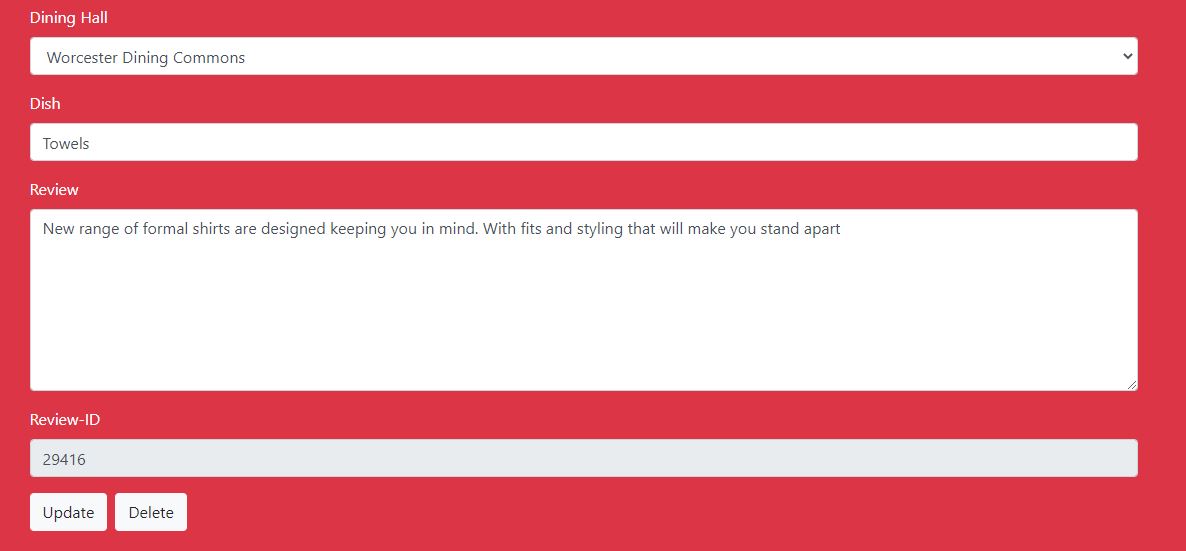 Dining Hall
Worcester Dining Commons
Dish
Towels
Review
New range of formal shirts are designed keeping you in mind. With fits and styling that will make you stand apart
Review-ID
29416
Update Delete